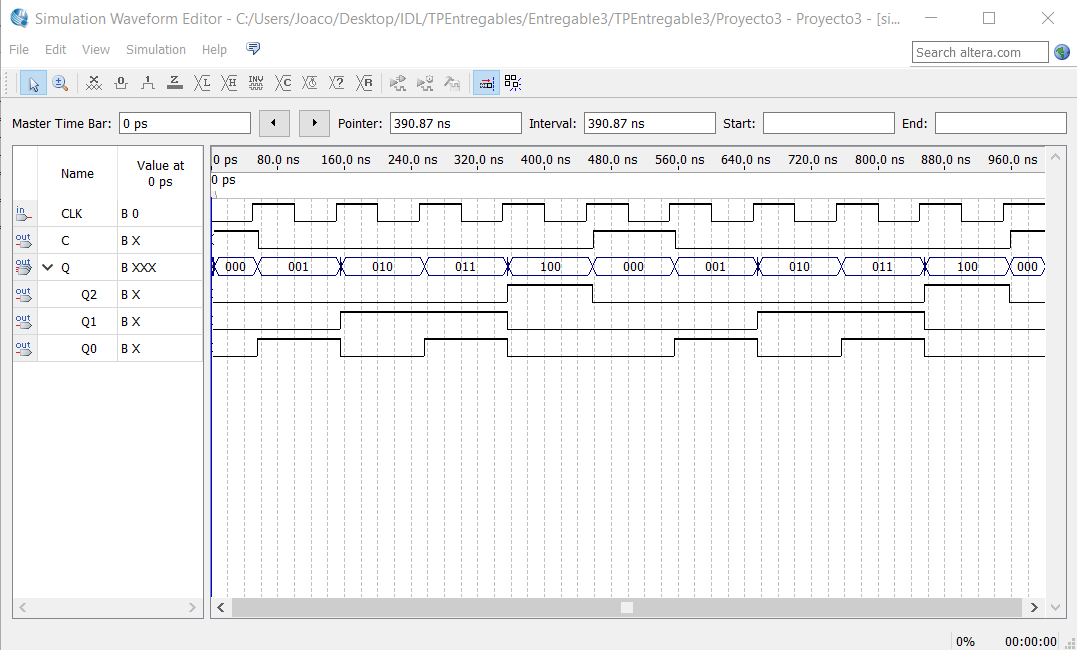 Simulation Waveform Editor - C:/Users/Joaco/Desktop/IDL/TPEntregables/Entregable3/TPEntregable3/Proyecto3 - Proyecto3 - [si...
File Edit View Simulation Help
Search altera.com
Master Time Bar: 0 ps Pointer: 390.87 ns Interval: 390.87 ns Start: End:
Name Value at 0 ps
0 ps 80.0 ns 160.0 ns 240.0 ns 320.0 ns 400.0 ns 480.0 ns 560.0 ns 640.0 ns 720.0 ns 800.0 ns 880.0 ns 960.0 ns
0 ps
in CLK B 0
out C B X
out Q B XXX 000 001 010 011 100 000 001 010 011 100 000
out Q2 B X
out Q1 B X
out Q0 B X
0% 00:00:00